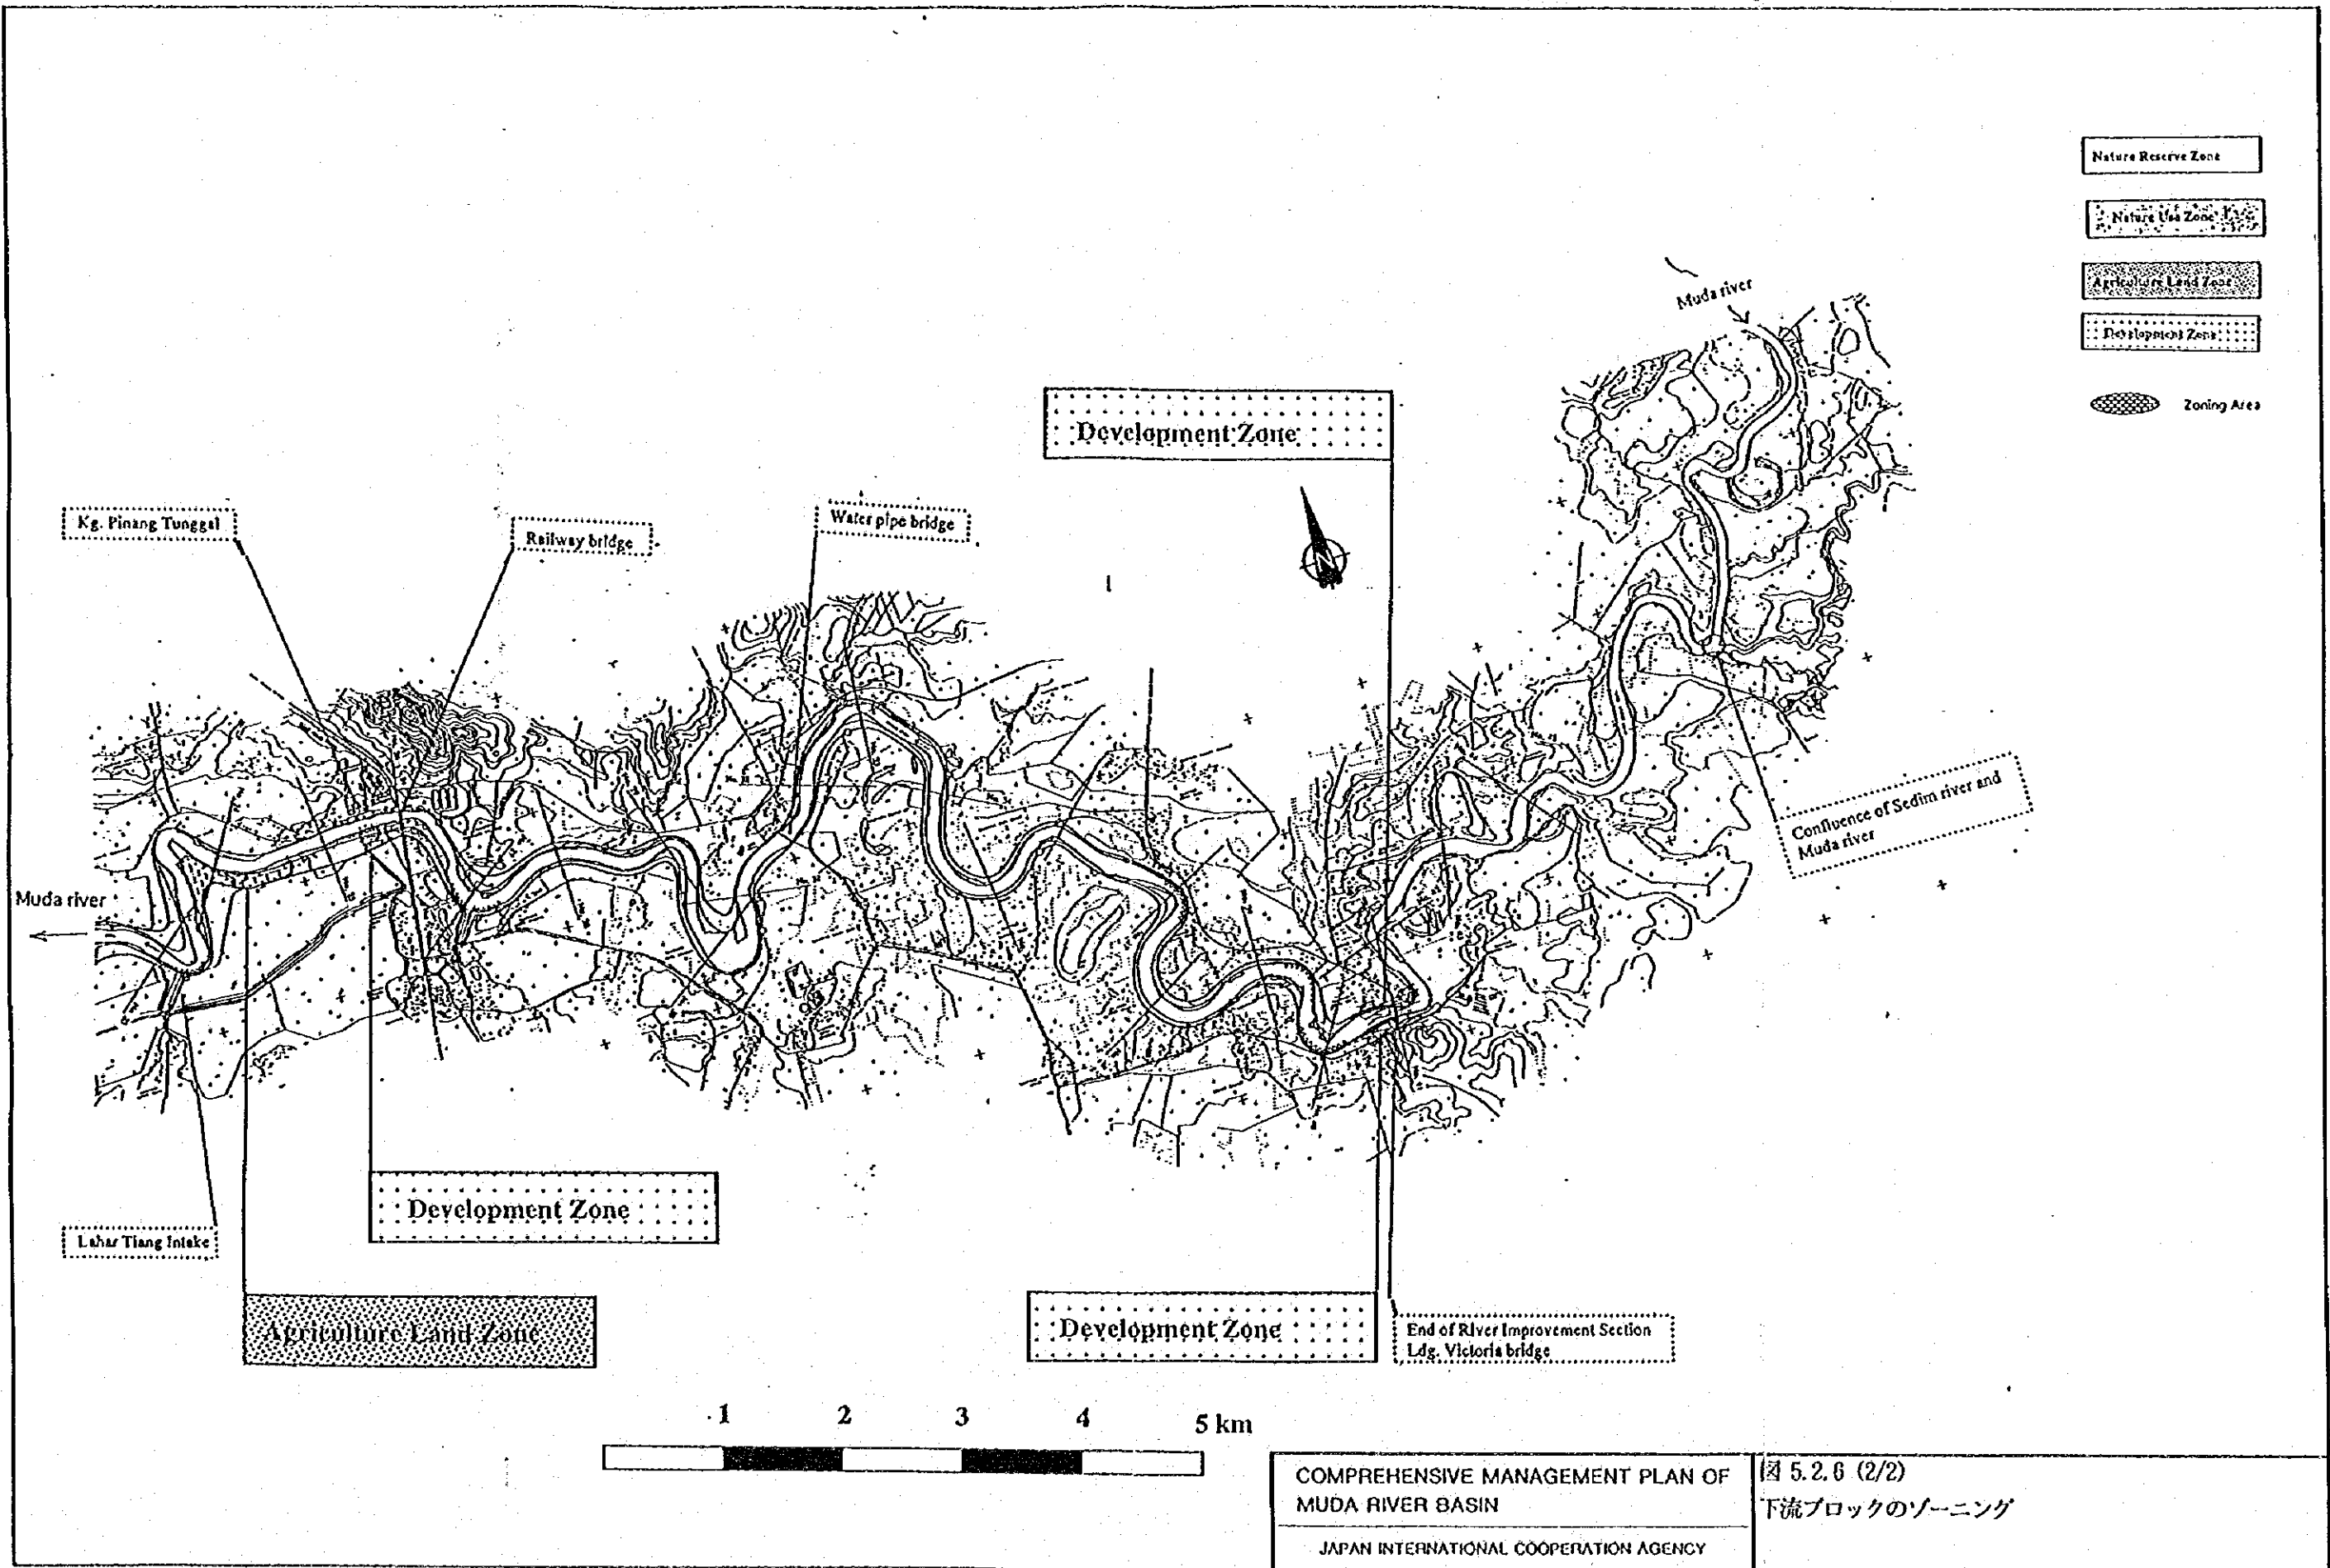 Nature Reserve Zone
Nature Use Zone
Agriculture Land Zone
Development Zone
Zoning Area
Muda river
Development Zone
Kg. Pinang Tunggal
Railway bridge
Water pipe bridge
Confluence of Sedim river and
Muda river
Muda river
Lahar Tiang Intake
Development Zone
Agriculture Land Zone
Development Zone
End of River Improvement Section
Ldg. Victoria bridge
1 2 3 4 5 km
COMPREHENSIVE MANAGEMENT PLAN OF
MUDA RIVER BASIN
JAPAN INTERNATIONAL COOPERATION AGENCY
図 5.2.6 (2/2)
下流ブロックのゾーニング